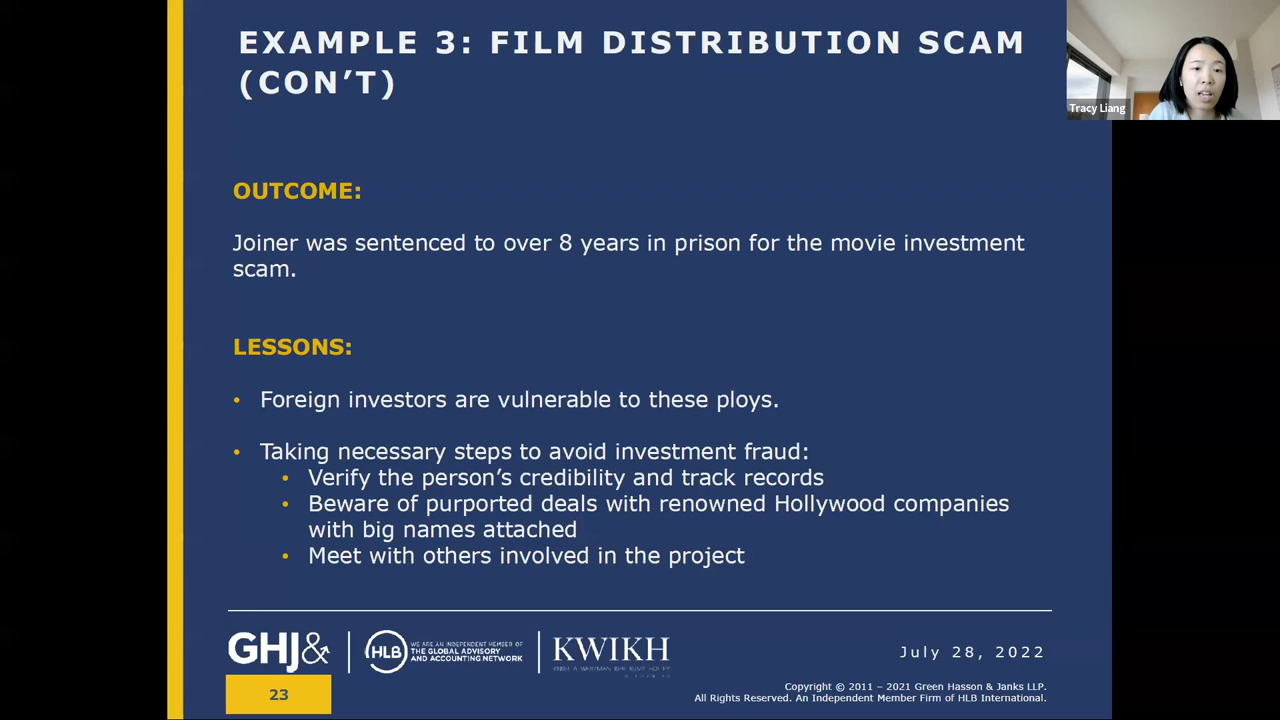 EXAMPLE 3: FILM DISTRIBUTION SCAM
(CON’T)
Tracy Liang
OUTCOME:
Joiner was sentenced to over 8 years in prison for the movie investment
scam.
LESSONS:
• Foreign investors are vulnerable to these ploys.
• Taking necessary steps to avoid investment fraud:
• Verify the person’s credibility and track records
• Beware of purported deals with renowned Hollywood companies
with big names attached
• Meet with others involved in the project
GHJ&
HLB
WE ARE AN INDEPENDENT MEMBER OF
THE GLOBAL ADVISORY
AND ACCOUNTING NETWORK
KWIKH
July 28, 2022
23
Copyright © 2011 – 2021 Green Hasson & Janks LLP.
All Rights Reserved. An Independent Member Firm of HLB International.